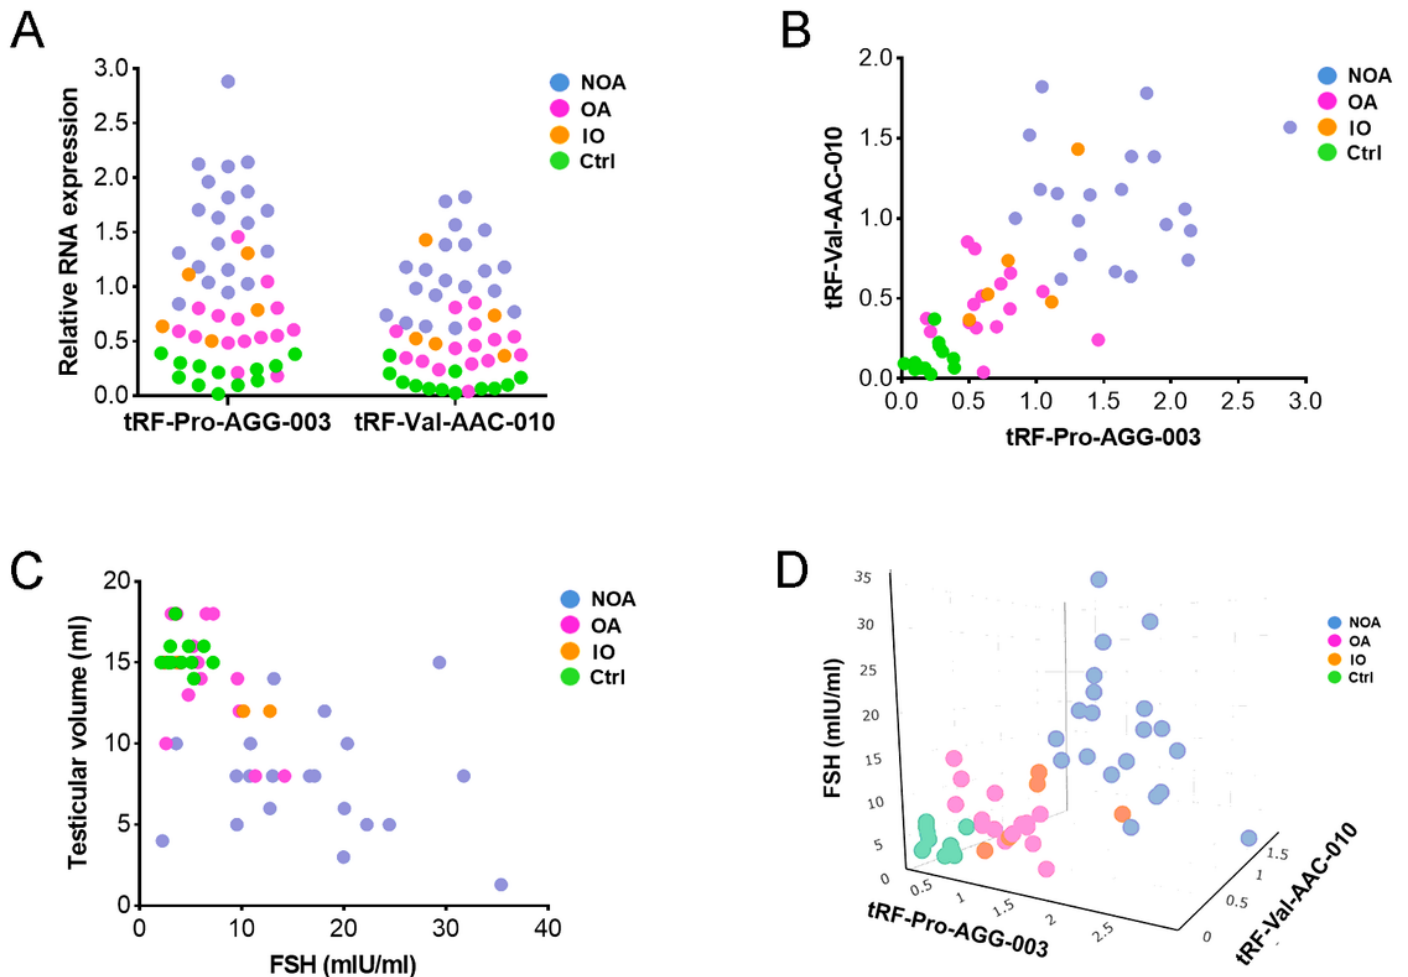 A
Relative RNA expression
3.0
2.5
2.0
1.5
1.0
0.5
0.0
tRF-Pro-AGG-003 tRF-Val-AAC-010
NOA
OA
IO
Ctrl
B
tRF-Val-AAC-010
2.0
1.5
1.0
0.5
0.0
0.0 0.5 1.0 1.5 2.0 2.5 3.0
tRF-Pro-AGG-003
NOA
OA
IO
Ctrl
C
Testicular volume (ml)
20
15
10
5
0
0 10 20 30 40
FSH (mIU/ml)
NOA
OA
IO
Ctrl
D
FSH (mIU/ml)
35
30
20
15
10
5
0
0.5
1
1.5
2
2.5
tRF-Pro-AGG-003
0
0.5
1
1.5
tRF-Val-AAC-010
NOA
OA
IO
Ctrl